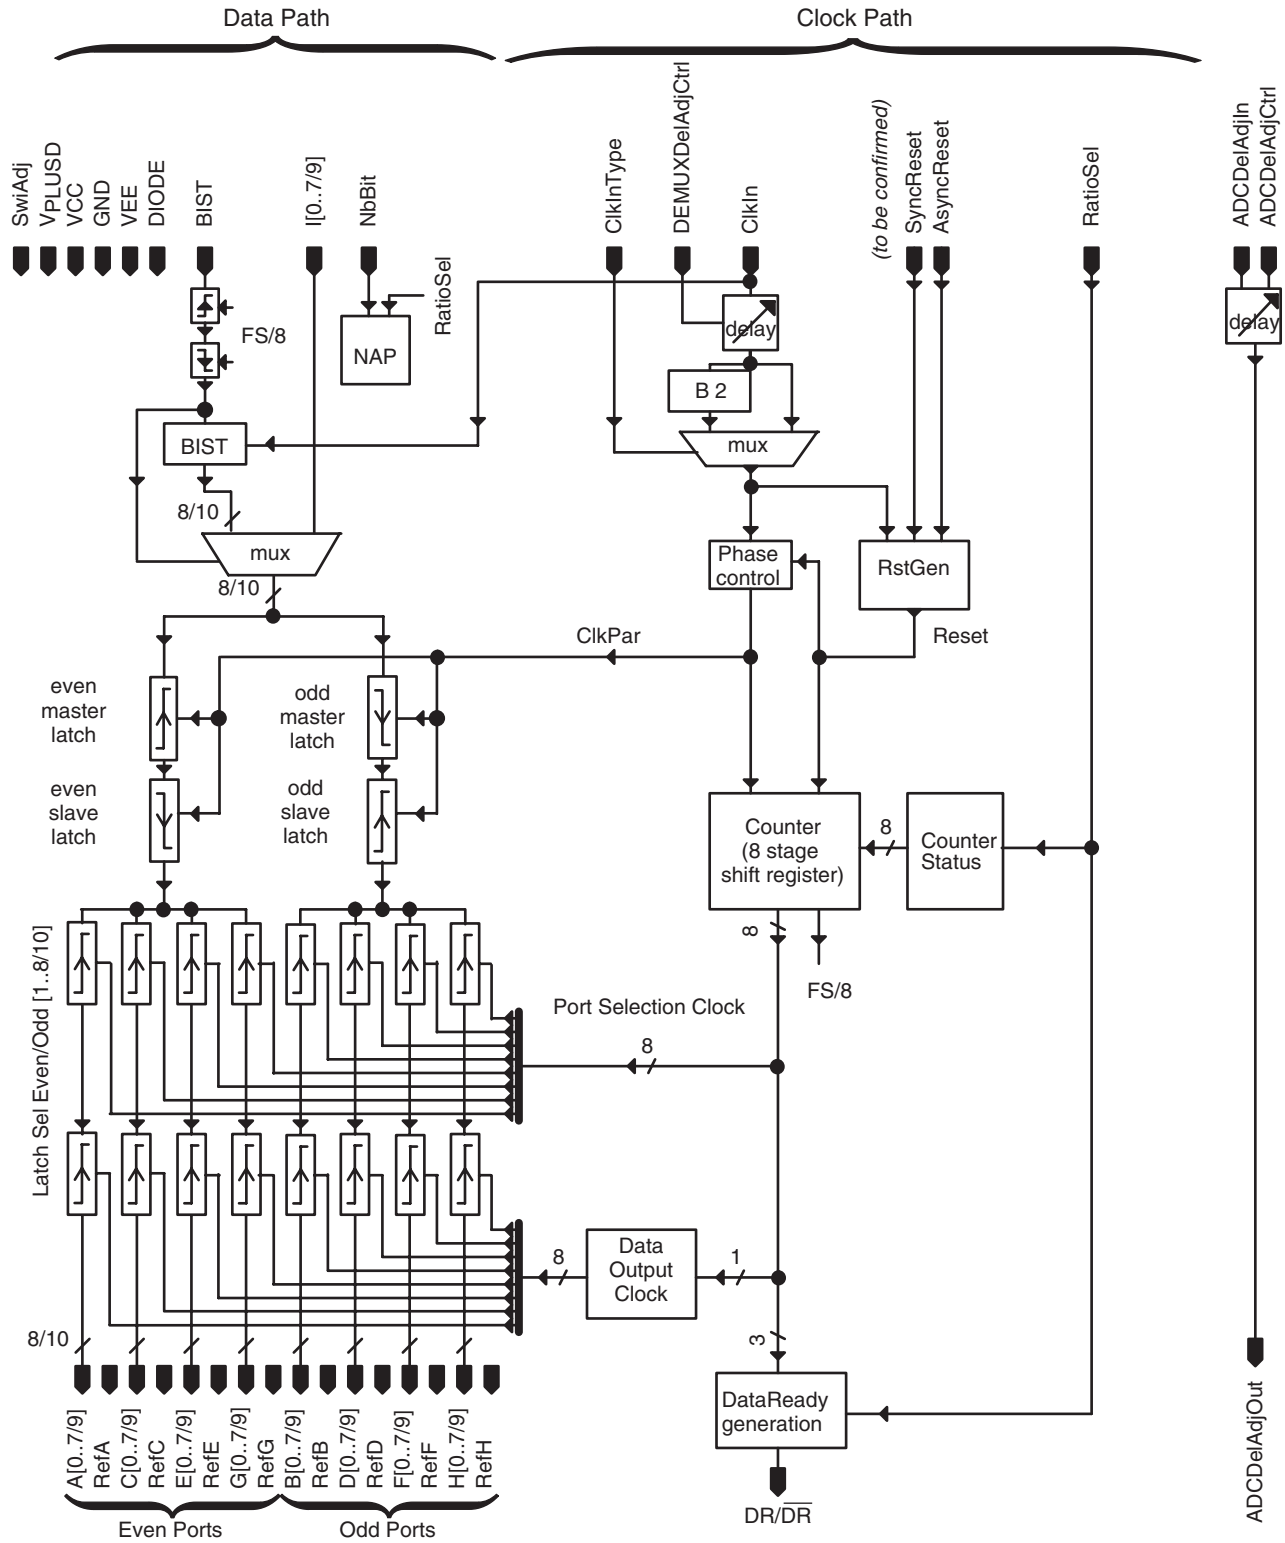 Data Path
Clock Path
SwiAdj
VPLUSD
VCC
GND
VEE
DIODE
BIST
I[0..7/9]
NbBit
ClkInType
DEMUXDelAdjCtrl
ClkIn
(to be confirmed)
SyncReset
AsyncReset
RatioSel
ADCDelAdjIn
ADCDelAdjCtrl
FS/8
RatioSel
NAP
delay
delay
B 2
mux
BIST
8/10
mux
8/10
Phase
control
RstGen
Reset
ClkPar
even
master
latch
odd
master
latch
even
slave
latch
odd
slave
latch
Counter
(8 stage
shift register)
8
Counter
Status
8
FS/8
Latch Sel Even/Odd [1..8/10]
Port Selection Clock
8
8
Data
Output
Clock
1
3
8/10
DataReady
generation
DR/DR
A[0..7/9]
RefA
C[0..7/9]
RefC
E[0..7/9]
RefE
G[0..7/9]
RefG
B[0..7/9]
RefB
D[0..7/9]
RefD
F[0..7/9]
RefF
H[0..7/9]
RefH
Even Ports
Odd Ports
ADCDelAdjOut